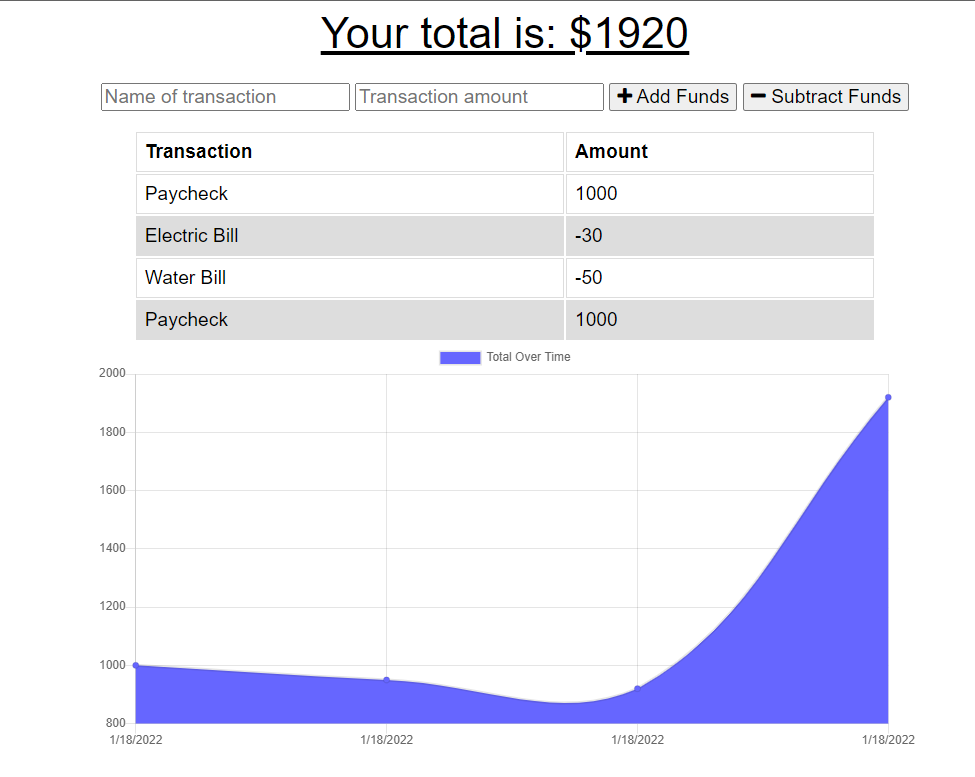 Your total is: $1920
Name of transaction Transaction amount Add Funds Subtract Funds
Transaction Amount
Paycheck 1000
Electric Bill -30
Water Bill -50
Paycheck 1000
Total Over Time
2000
1800
1600
1400
1200
1000
800
1/18/2022 1/18/2022 1/18/2022 1/18/2022